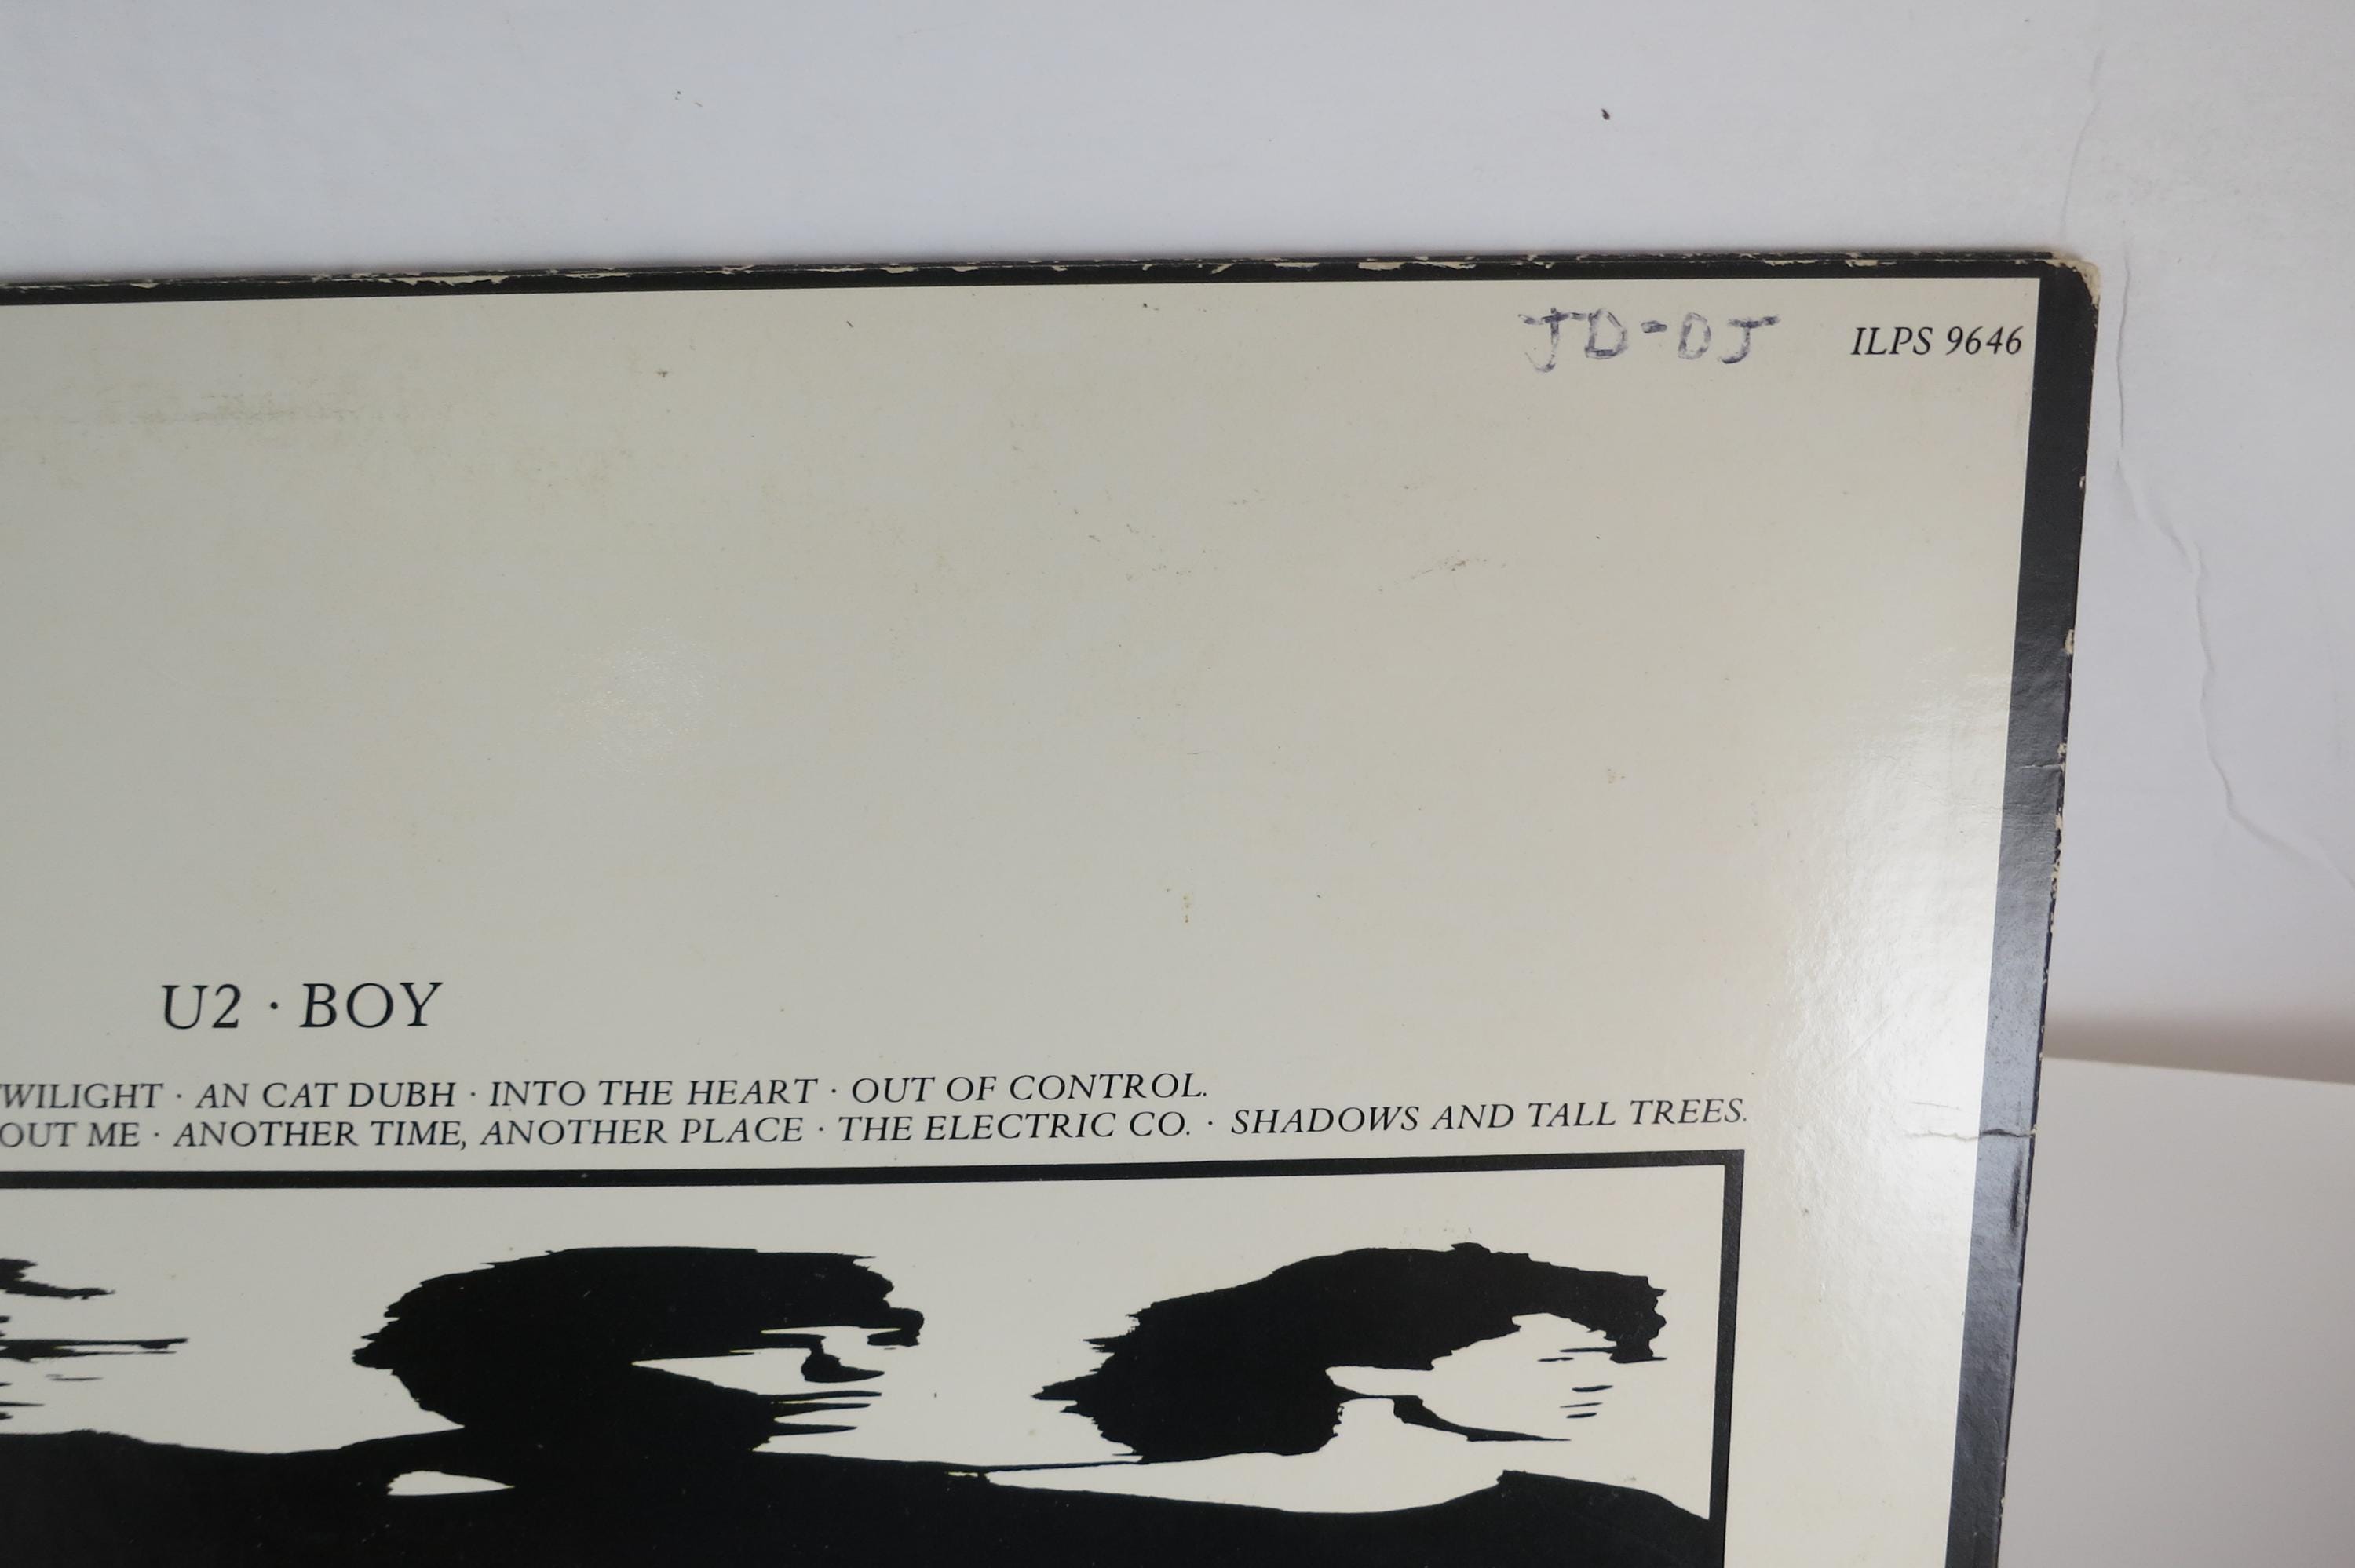 JD-DJ ILPS 9646
U2 · BOY
TWILIGHT · AN CAT DUBH · INTO THE HEART · OUT OF CONTROL.
OUT ME · ANOTHER TIME, ANOTHER PLACE · THE ELECTRIC CO. · SHADOWS AND TALL TREES.